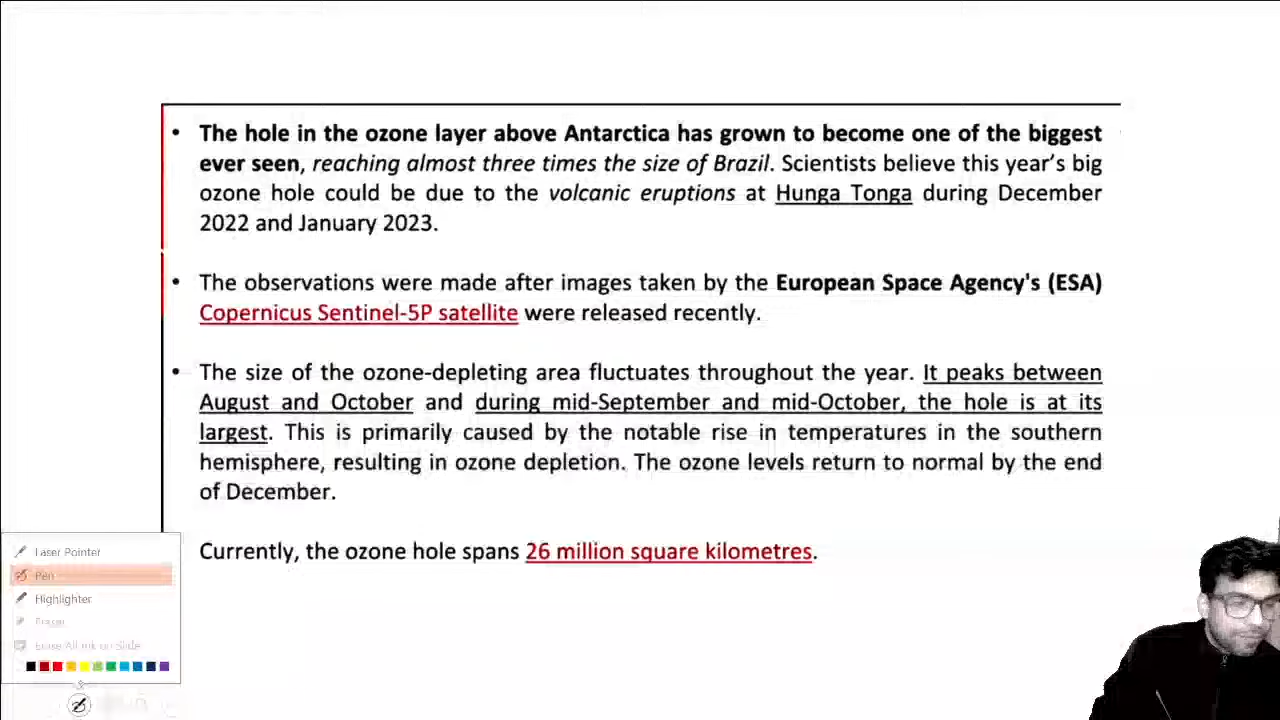 • The hole in the ozone layer above Antarctica has grown to become one of the biggest
ever seen, reaching almost three times the size of Brazil. Scientists believe this year's big
ozone hole could be due to the volcanic eruptions at Hunga Tonga during December
2022 and January 2023.
• The observations were made after images taken by the European Space Agency's (ESA)
Copernicus Sentinel-5P satellite were released recently.
• The size of the ozone-depleting area fluctuates throughout the year. It peaks between
August and October and during mid-September and mid-October, the hole is at its
largest. This is primarily caused by the notable rise in temperatures in the southern
hemisphere, resulting in ozone depletion. The ozone levels return to normal by the end
of December.
Currently, the ozone hole spans 26 million square kilometres.
Laser Pointer
Pen
Highlighter
Eraser
Erase All Ink on Slide